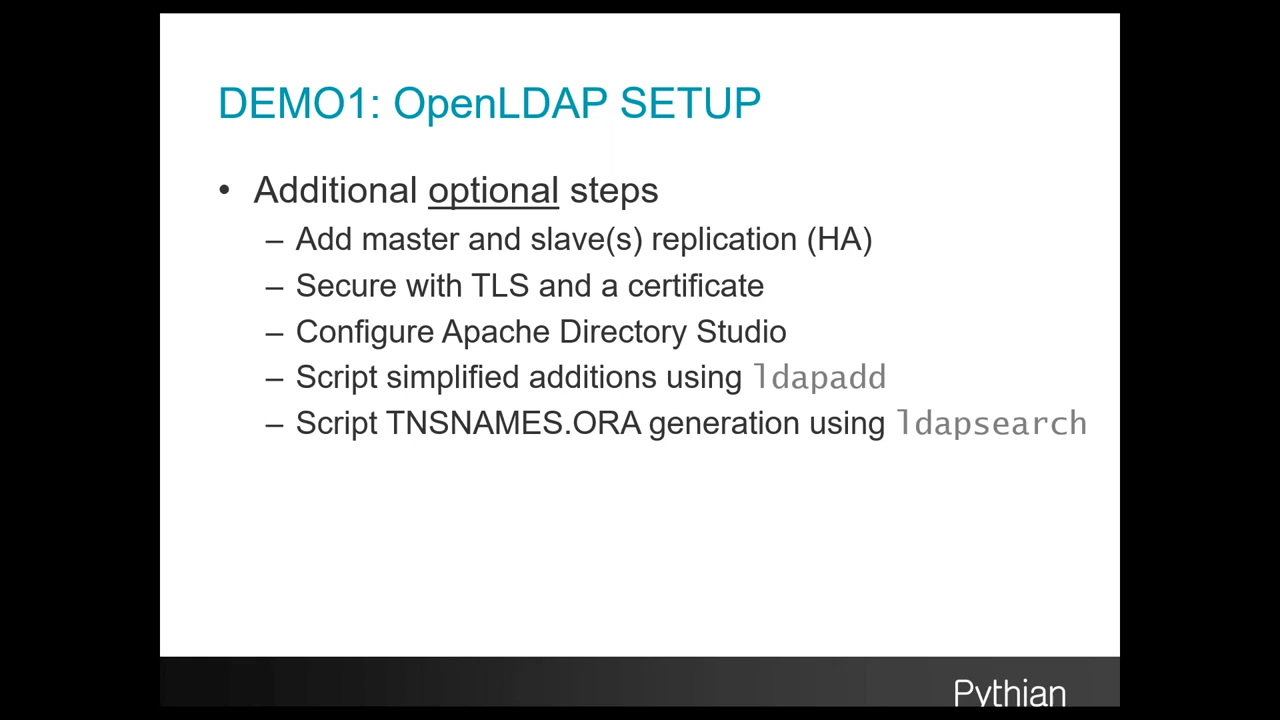 DEMO1: OpenLDAP SETUP
• Additional optional steps
– Add master and slave(s) replication (HA)
– Secure with TLS and a certificate
– Configure Apache Directory Studio
– Script simplified additions using ldapadd
– Script TNSNAMES.ORA generation using ldapsearch
Pythian